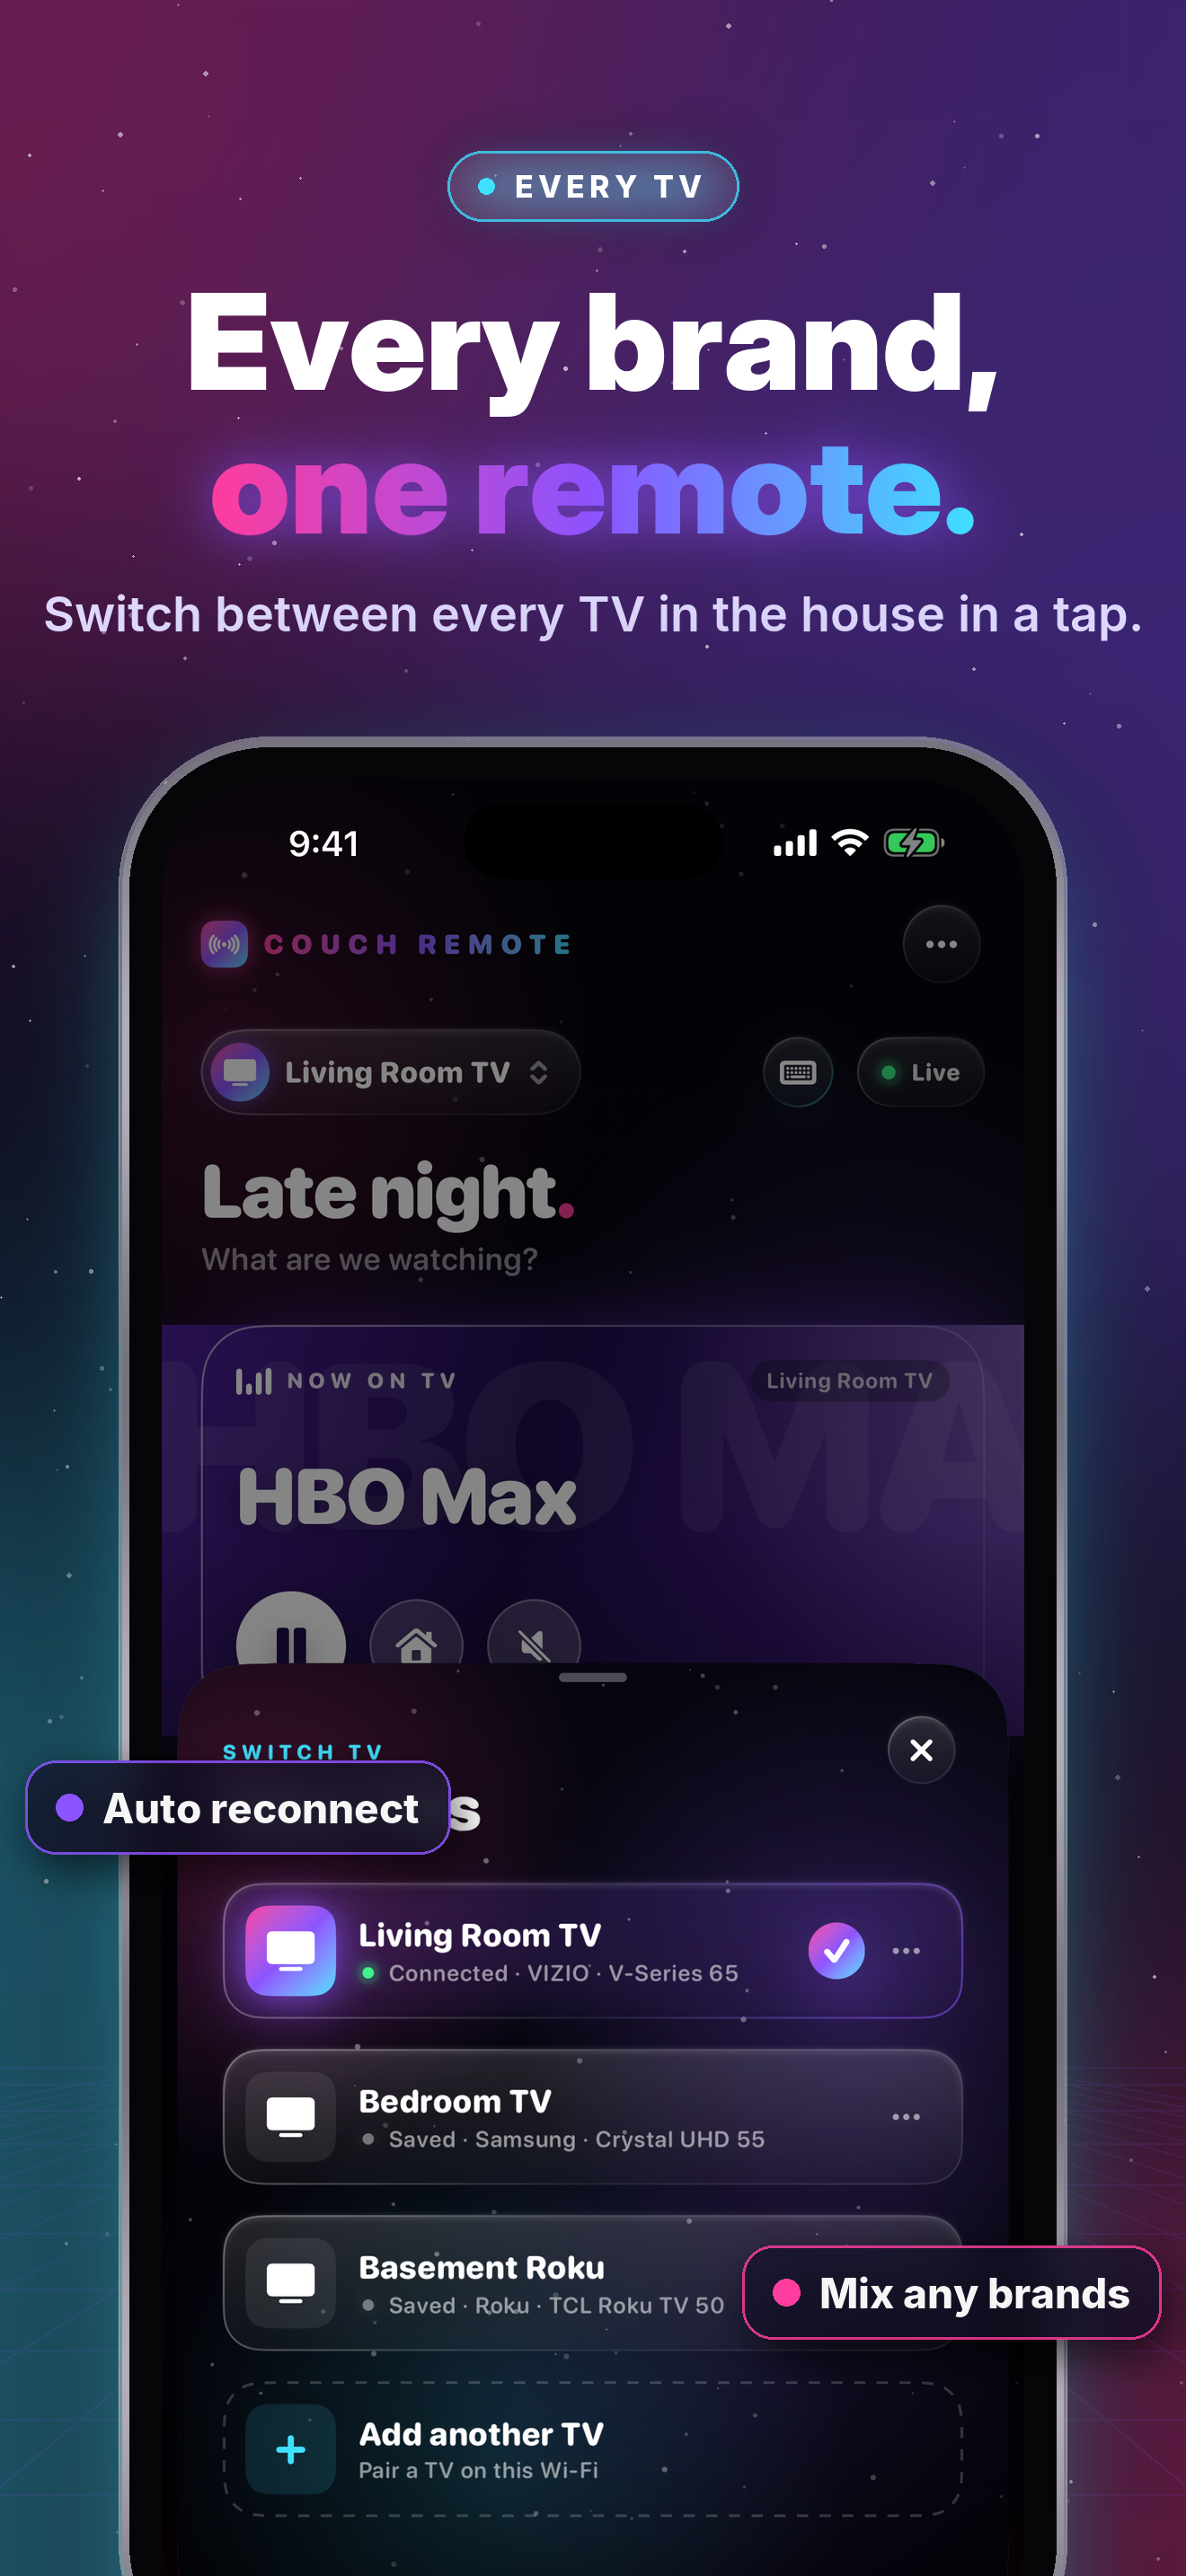 EVERY TV
Every brand,
one remote.
Switch between every TV in the house in a tap.
9:41
COUCH REMOTE
Living Room TV
Live
Late night.
What are we watching?
NOW ON TV
Living Room TV
HBO MA
HBO Max
SWITCH TV
Auto reconnect
s
Living Room TV
Connected · VIZIO · V-Series 65
Bedroom TV
Saved · Samsung · Crystal UHD 55
Basement Roku
Saved · Roku · TCL Roku TV 50
Mix any brands
Add another TV
Pair a TV on this Wi-Fi